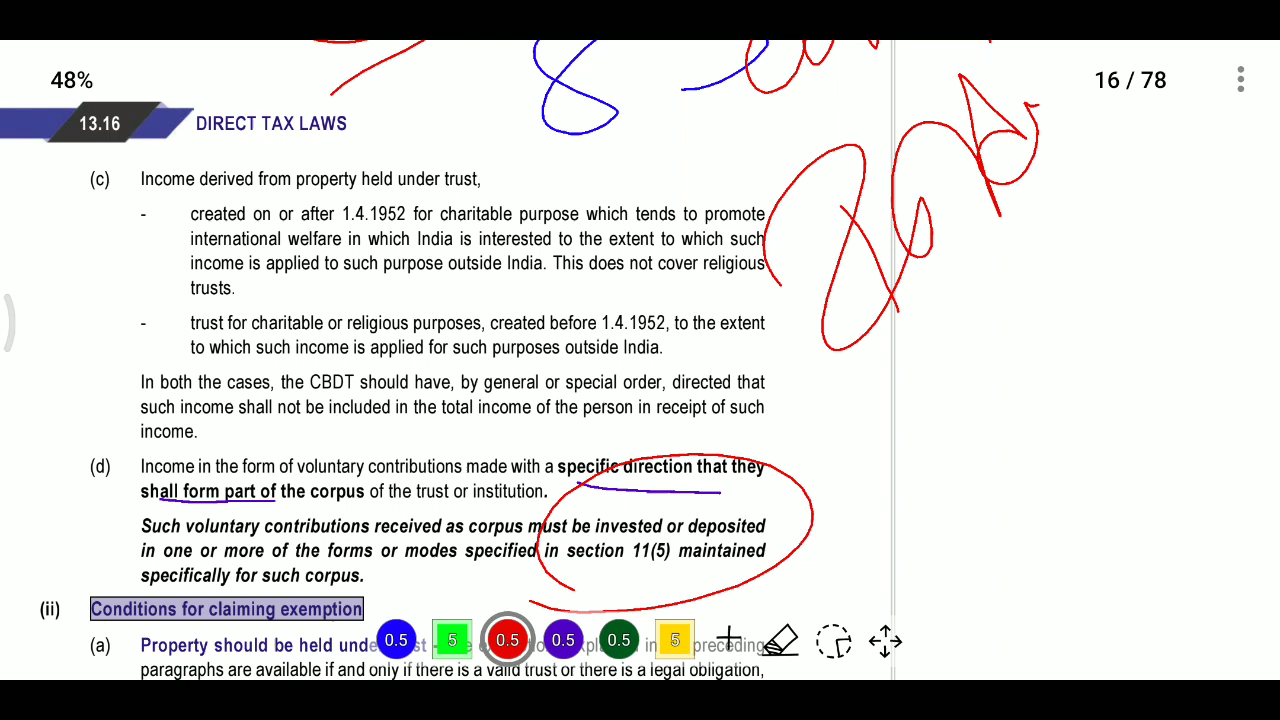 48%
16 / 78
13.16 DIRECT TAX LAWS
(c) Income derived from property held under trust,
- created on or after 1.4.1952 for charitable purpose which tends to promote
international welfare in which India is interested to the extent to which such
income is applied to such purpose outside India. This does not cover religious
trusts.
- trust for charitable or religious purposes, created before 1.4.1952, to the extent
to which such income is applied for such purposes outside India.
In both the cases, the CBDT should have, by general or special order, directed that
such income shall not be included in the total income of the person in receipt of such
income.
(d) Income in the form of voluntary contributions made with a specific direction that they
shall form part of the corpus of the trust or institution.
Such voluntary contributions received as corpus must be invested or deposited
in one or more of the forms or modes specified in section 11(5) maintained
specifically for such corpus.
(ii) Conditions for claiming exemption
(a) Property should be held preceding
0.5 5 0.5 0.5 0.5 5
paragraphs are available if and only if there is a valid trust or there is a legal obligation,